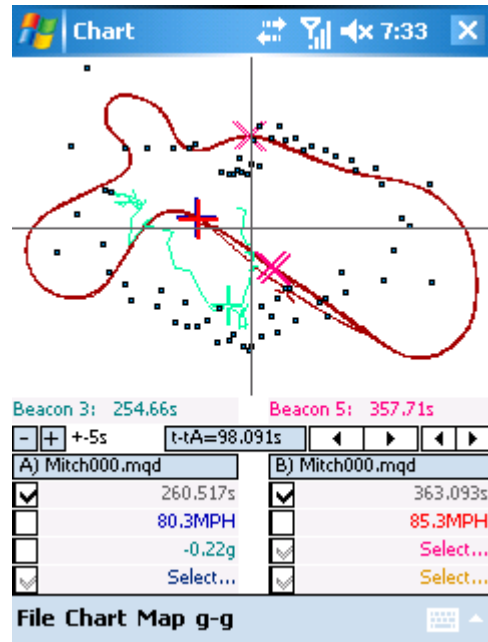 Chart 7:33
Beacon 3: 254.66s Beacon 5: 357.71s
- + +-5s t-tA=98.091s
A) Mitch000.mqd B) Mitch000.mqd
260.517s 363.093s
80.3MPH 85.3MPH
-0.22g Select...
Select... Select...
File Chart Map g-g